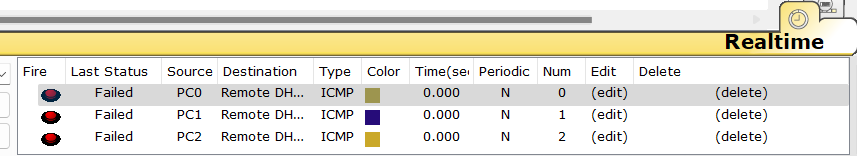 Realtime
Fire Last Status Source Destination Type Color Time(sec Periodic Num Edit Delete
Failed PC0 Remote DH... ICMP 0.000 N 0 (edit) (delete)
Failed PC1 Remote DH... ICMP 0.000 N 1 (edit) (delete)
Failed PC2 Remote DH... ICMP 0.000 N 2 (edit) (delete)